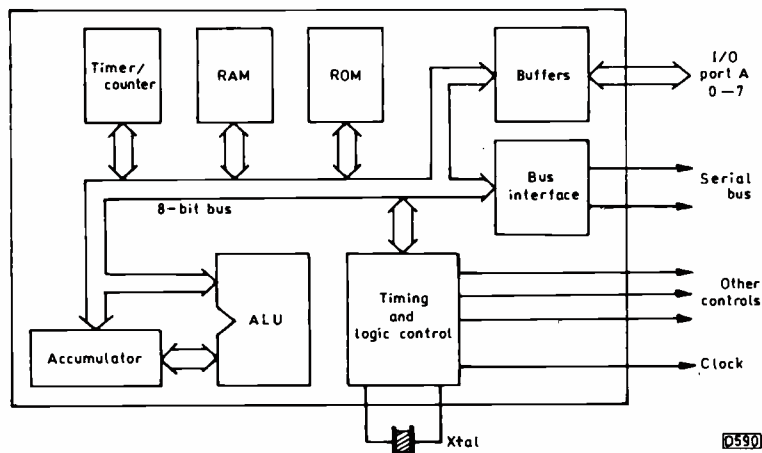 Timer/
counter
RAM
ROM
Buffers
I/O
port A
0-7
Bus
interface
Serial
bus
8-bit bus
ALU
Accumulator
Timing
and
logic control
Other
controls
Clock
Xtal
D590